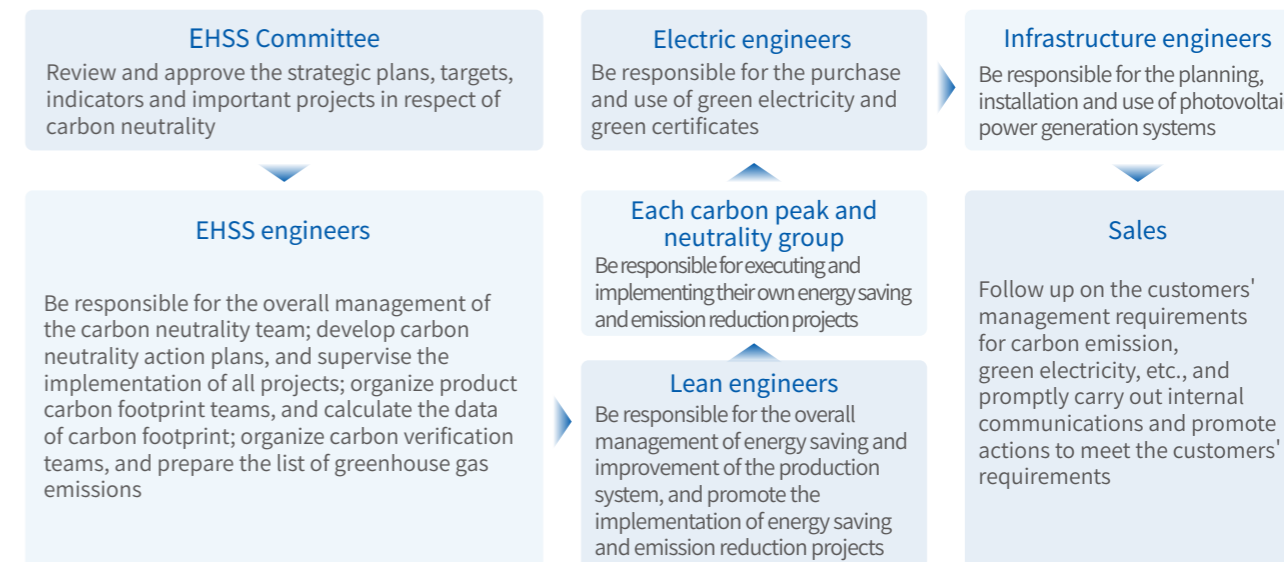 EHSS Committee
Review and approve the strategic plans, targets,
indicators and important projects in respect of
carbon neutrality
EHSS engineers
Be responsible for the overall management of
the carbon neutrality team; develop carbon
neutrality action plans, and supervise the
implementation of all projects; organize product
carbon footprint teams, and calculate the data
of carbon footprint; organize carbon verification
teams, and prepare the list of greenhouse gas
emissions
Lean engineers
Be responsible for the overall
management of energy saving and
improvement of the production
system, and promote the
implementation of energy saving
and emission reduction projects
Each carbon peak and
neutrality group
Be responsible for executing and
implementing their own energy saving
and emission reduction projects
Electric engineers
Be responsible for the purchase
and use of green electricity and
green certificates
Infrastructure engineers
Be responsible for the planning,
installation and use of photovoltaic
power generation systems
Sales
Follow up on the customers'
management requirements
for carbon emission,
green electricity, etc., and
promptly carry out internal
communications and promote
actions to meet the customers'
requirements